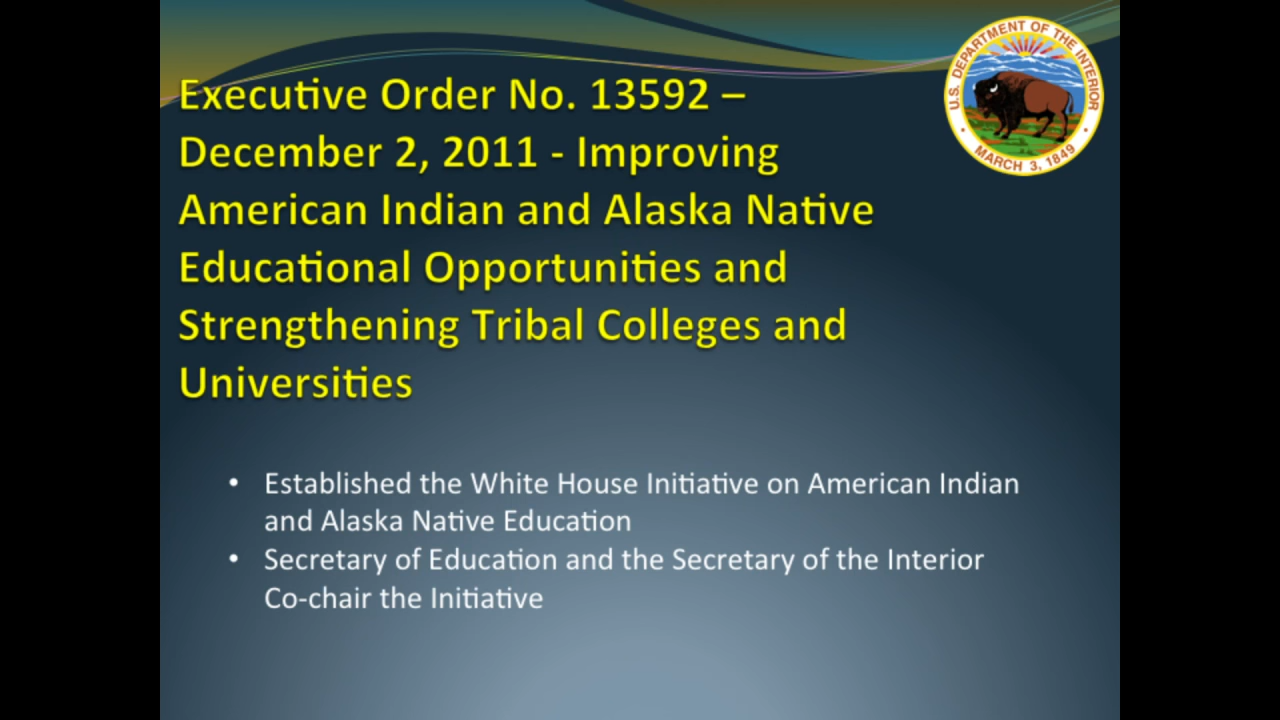 Executive Order No. 13592 –
December 2, 2011 - Improving
American Indian and Alaska Native
Educational Opportunities and
Strengthening Tribal Colleges and
Universities
U.S. DEPARTMENT OF THE INTERIOR
MARCH 3, 1849
• Established the White House Initiative on American Indian
and Alaska Native Education
• Secretary of Education and the Secretary of the Interior
Co-chair the Initiative